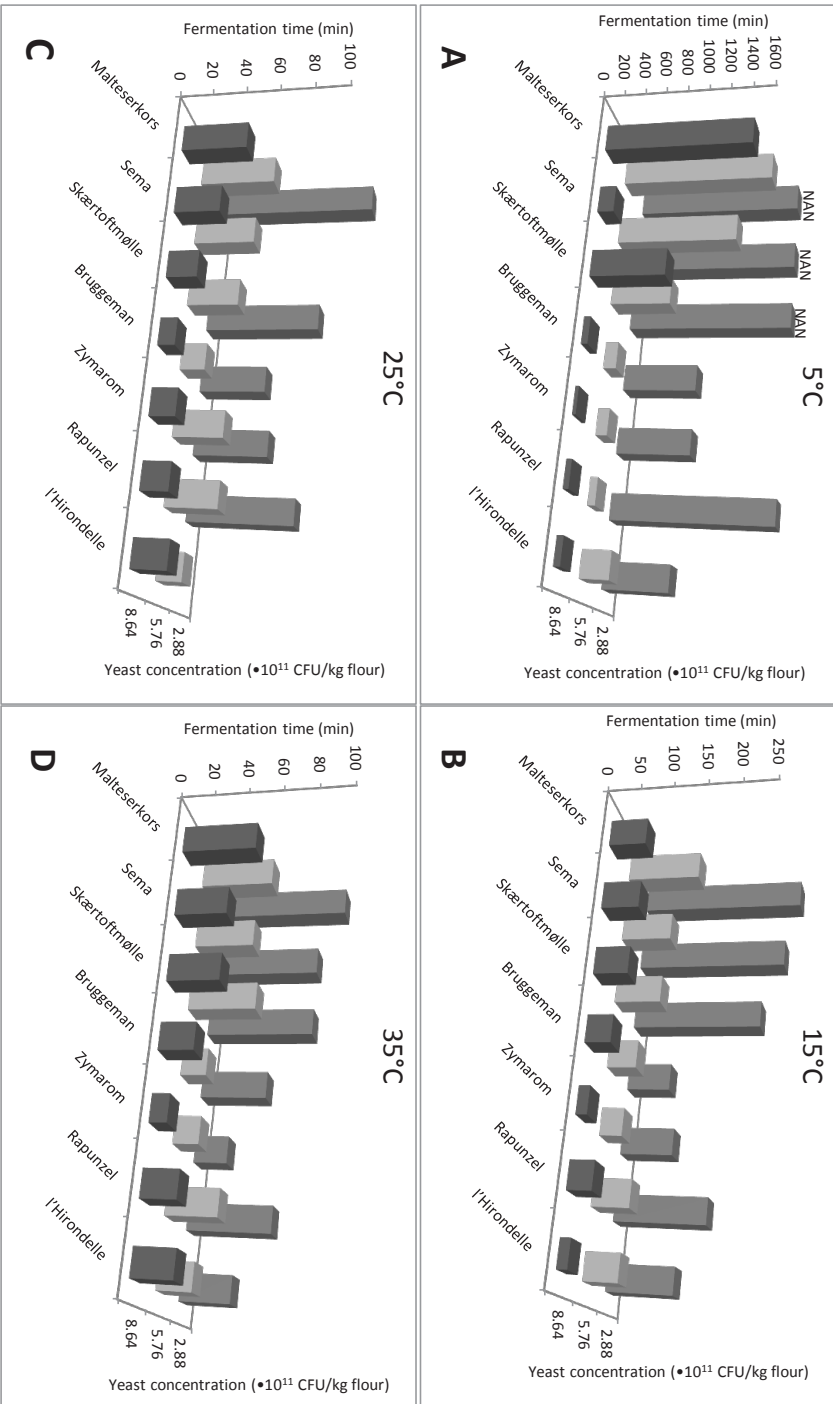 A
5°C
Fermentation time (min)
1600
1400
1200
1000
800
600
400
200
0
NAN
NAN
NAN
Malteserkors
Sema
Skærtoftmølle
Bruggeman
Zymarom
Rapunzel
l'Hirondelle
2.88
5.76
8.64
Yeast concentration (•10¹¹ CFU/kg flour)
B
15°C
Fermentation time (min)
250
200
150
100
50
0
Malteserkors
Sema
Skærtoftmølle
Bruggeman
Zymarom
Rapunzel
l'Hirondelle
2.88
5.76
8.64
Yeast concentration (•10¹¹ CFU/kg flour)
C
25°C
Fermentation time (min)
100
80
60
40
20
0
Malteserkors
Sema
Skærtoftmølle
Bruggeman
Zymarom
Rapunzel
l'Hirondelle
2.88
5.76
8.64
Yeast concentration (•10¹¹ CFU/kg flour)
D
35°C
Fermentation time (min)
100
80
60
40
20
0
Malteserkors
Sema
Skærtoftmølle
Bruggeman
Zymarom
Rapunzel
l'Hirondelle
2.88
5.76
8.64
Yeast concentration (•10¹¹ CFU/kg flour)